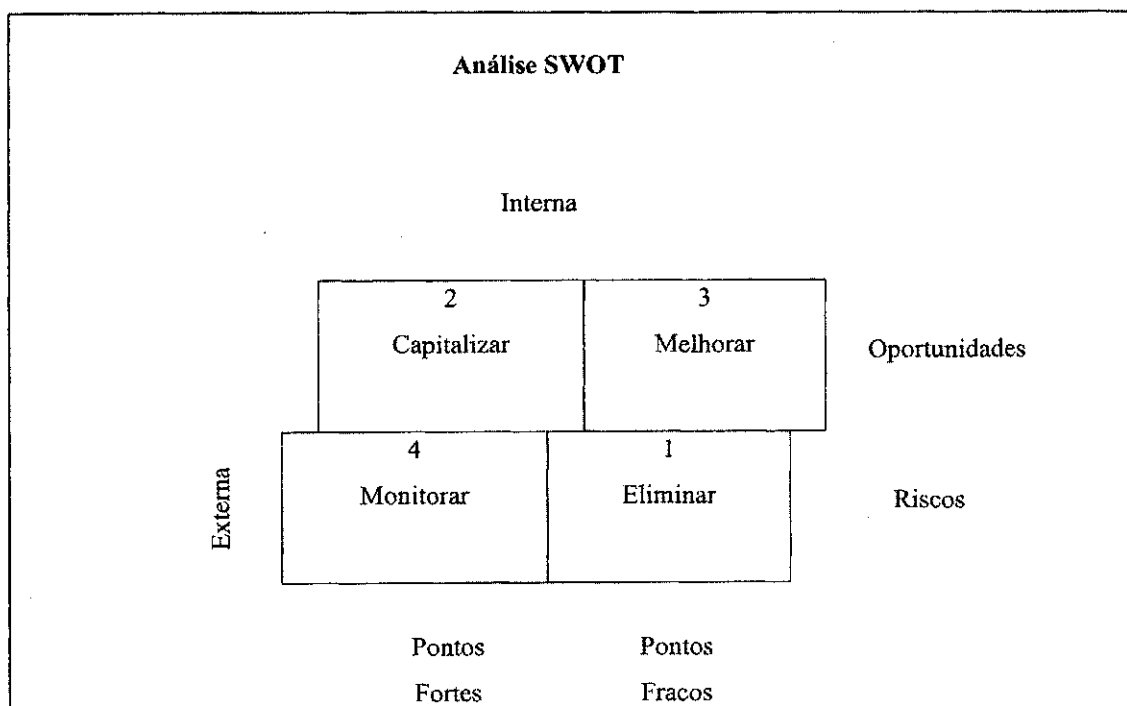 Análise SWOT
Interna
2 3
Capitalizar Melhorar Oportunidades
4 1
Externa Monitorar Eliminar Riscos
Pontos Pontos
Fortes Fracos